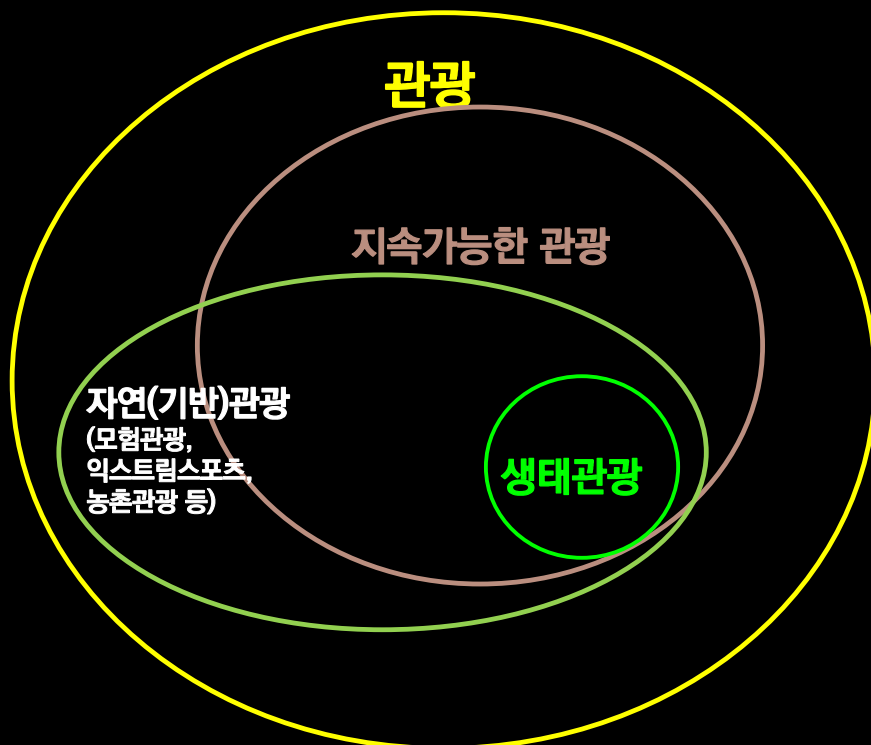 관광
지속가능한 관광
자연(기반)관광
(모험관광,
익스트림스포츠,
농촌관광 등)
생태관광